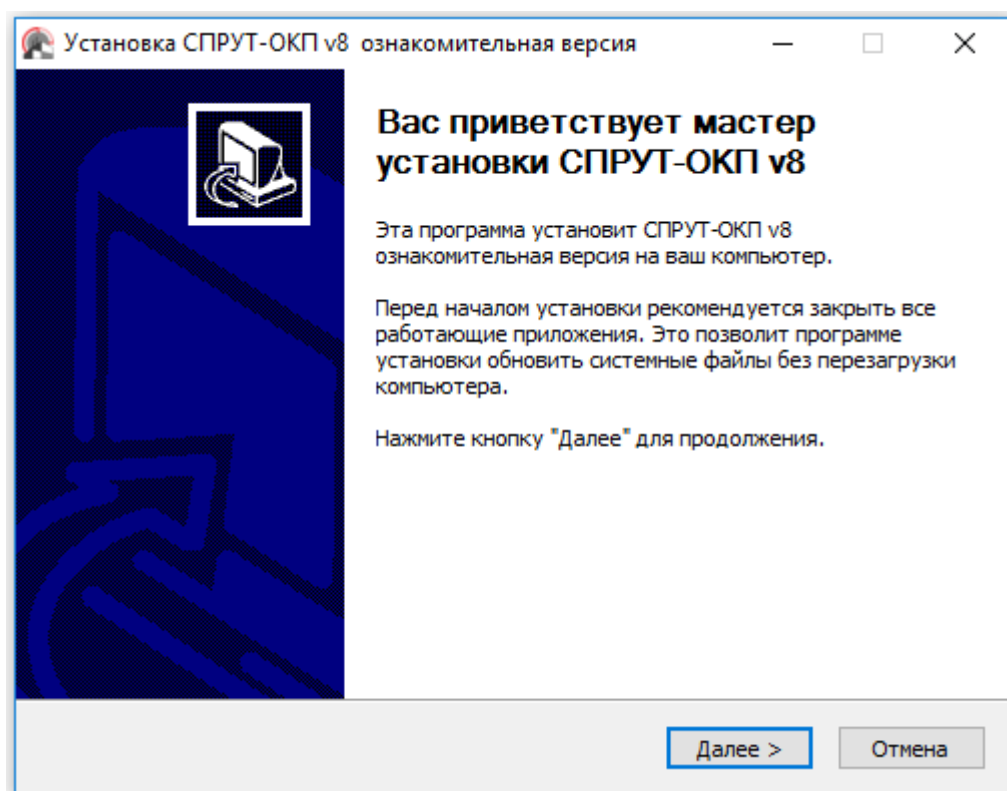 Установка СПРУТ-ОКП v8 ознакомительная версия
Вас приветствует мастер
установки СПРУТ-ОКП v8
Эта программа установит СПРУТ-ОКП v8
ознакомительная версия на ваш компьютер.
Перед началом установки рекомендуется закрыть все
работающие приложения. Это позволит программе
установки обновить системные файлы без перезагрузки
компьютера.
Нажмите кнопку "Далее" для продолжения.
Далее >
Отмена